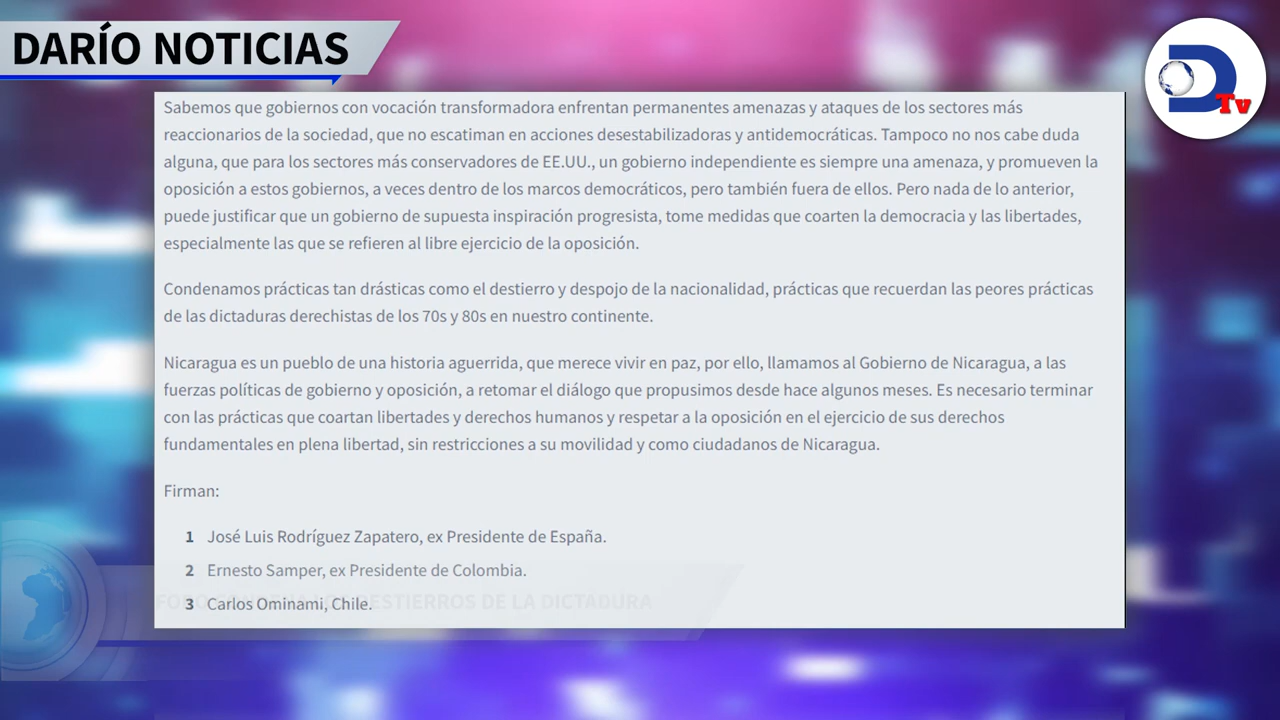 DARÍO NOTICIAS
D Tv
Sabemos que gobiernos con vocación transformadora enfrentan permanentes amenazas y ataques de los sectores más
reaccionarios de la sociedad, que no escatiman en acciones desestabilizadoras y antidemocráticas. Tampoco no nos cabe duda
alguna, que para los sectores más conservadores de EE.UU., un gobierno independiente es siempre una amenaza, y promueven la
oposición a estos gobiernos, a veces dentro de los marcos democráticos, pero también fuera de ellos. Pero nada de lo anterior,
puede justificar que un gobierno de supuesta inspiración progresista, tome medidas que coarten la democracia y las libertades,
especialmente las que se refieren al libre ejercicio de la oposición.
Condenamos prácticas tan drásticas como el destierro y despojo de la nacionalidad, prácticas que recuerdan las peores prácticas
de las dictaduras derechistas de los 70s y 80s en nuestro continente.
Nicaragua es un pueblo de una historia aguerrida, que merece vivir en paz, por ello, llamamos al Gobierno de Nicaragua, a las
fuerzas políticas de gobierno y oposición, a retomar el diálogo que propusimos desde hace algunos meses. Es necesario terminar
con las prácticas que coartan libertades y derechos humanos y respetar a la oposición en el ejercicio de sus derechos
fundamentales en plena libertad, sin restricciones a su movilidad y como ciudadanos de Nicaragua.
Firman:
1 José Luis Rodríguez Zapatero, ex Presidente de España.
2 Ernesto Samper, ex Presidente de Colombia.
3 Carlos Ominami, Chile.
DESTIERROS DE LA DICTADURA